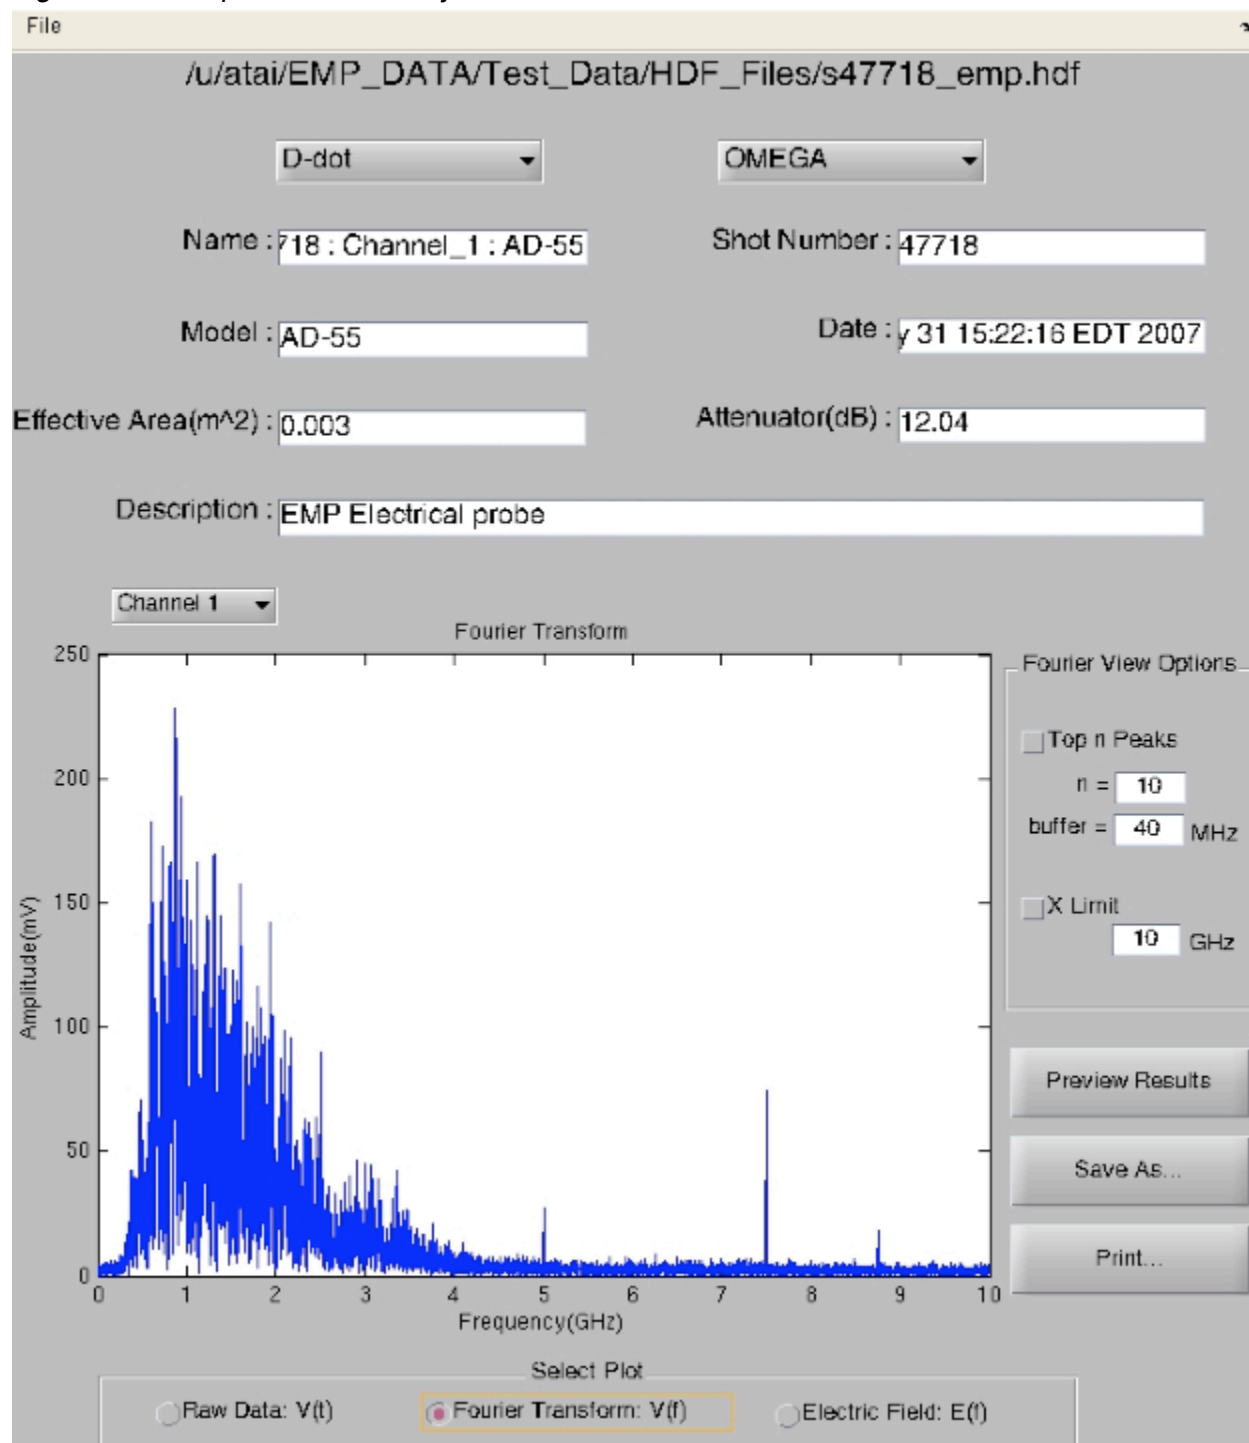 File
/u/atai/EMP_DATA/Test_Data/HDF_Files/s47718_emp.hdf
D-dot OMEGA
Name : 718 : Channel_1 : AD-55 Shot Number : 47718
Model : AD-55 Date : y 31 15:22:16 EDT 2007
Effective Area(m^2) : 0.003 Attenuator(dB) : 12.04
Description : EMP Electrical probe
Channel 1
Fourier Transform
Fourier View Options
Top n Peaks
n = 10
buffer = 40 MHz
X Limit
10 GHz
Preview Results
Save As...
Print...
Amplitude(mV)
250
200
150
100
50
0
0 1 2 3 4 5 6 7 8 9 10
Frequency(GHz)
Select Plot
Raw Data: V(t) Fourier Transform: V(f) Electric Field: E(f)